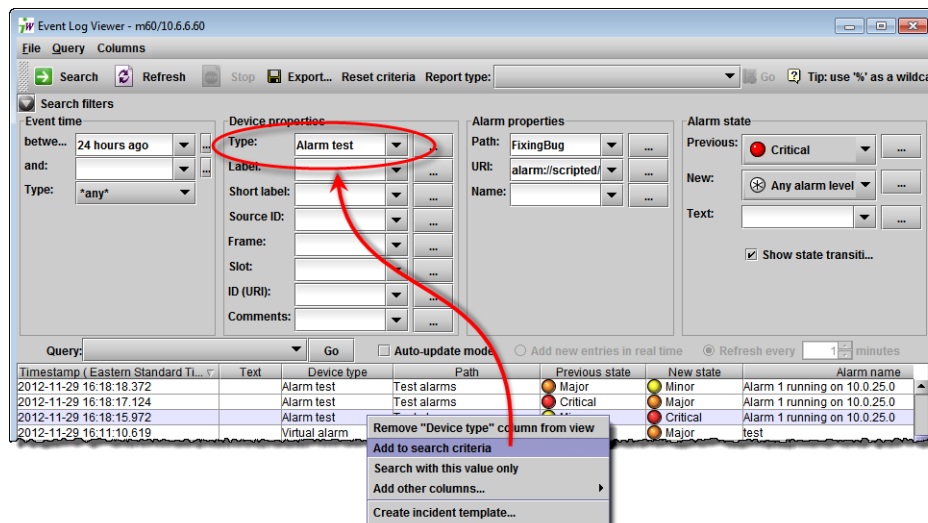 Event Log Viewer - m60/10.6.6.60
File Query Columns
Search Refresh Stop Export... Reset criteria Report type: Go Tip: use '%' as a wildca
Search filters
Event time Device properties Alarm properties Alarm state
betwe... 24 hours ago ... Type: Alarm test ... Path: FixingBug ... Previous: Critical ...
and: ... Label: ... URI: alarm://scripted/ ... New: Any alarm level ...
Type: *any* Short label: ... Name: ... Text: ...
Source ID: ...
Frame: ... Show state transiti...
Slot: ...
ID (URI): ...
Comments: ...
Query: Go Auto-update mode Add new entries in real time Refresh every 1 minutes
Timestamp ( Eastern Standard Ti... Text Device type Path Previous state New state Alarm name
2012-11-29 16:18:18.372 Alarm test Test alarms Major Minor Alarm 1 running on 10.0.25.0
2012-11-29 16:18:17.124 Alarm test Test alarms Critical Major Alarm 1 running on 10.0.25.0
2012-11-29 16:18:15.972 Alarm test Critical Alarm 1 running on 10.0.25.0
2012-11-29 16:11:10.619 Virtual alarm Major test
Remove "Device type" column from view
Add to search criteria
Search with this value only
Add other columns...
Create incident template...